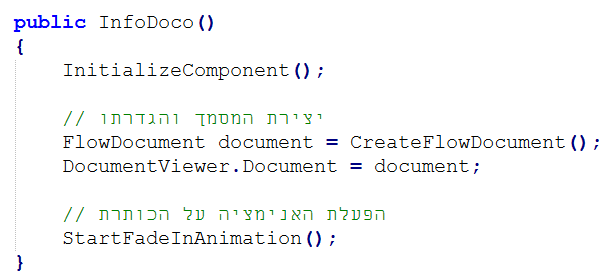 public InfoDoco()
{
    InitializeComponent();

    // יצירת המסמך והגדרתו
    FlowDocument document = CreateFlowDocument();
    DocumentViewer.Document = document;

    // הפעלת האנימציה על הכותרת
    StartFadeInAnimation();
}